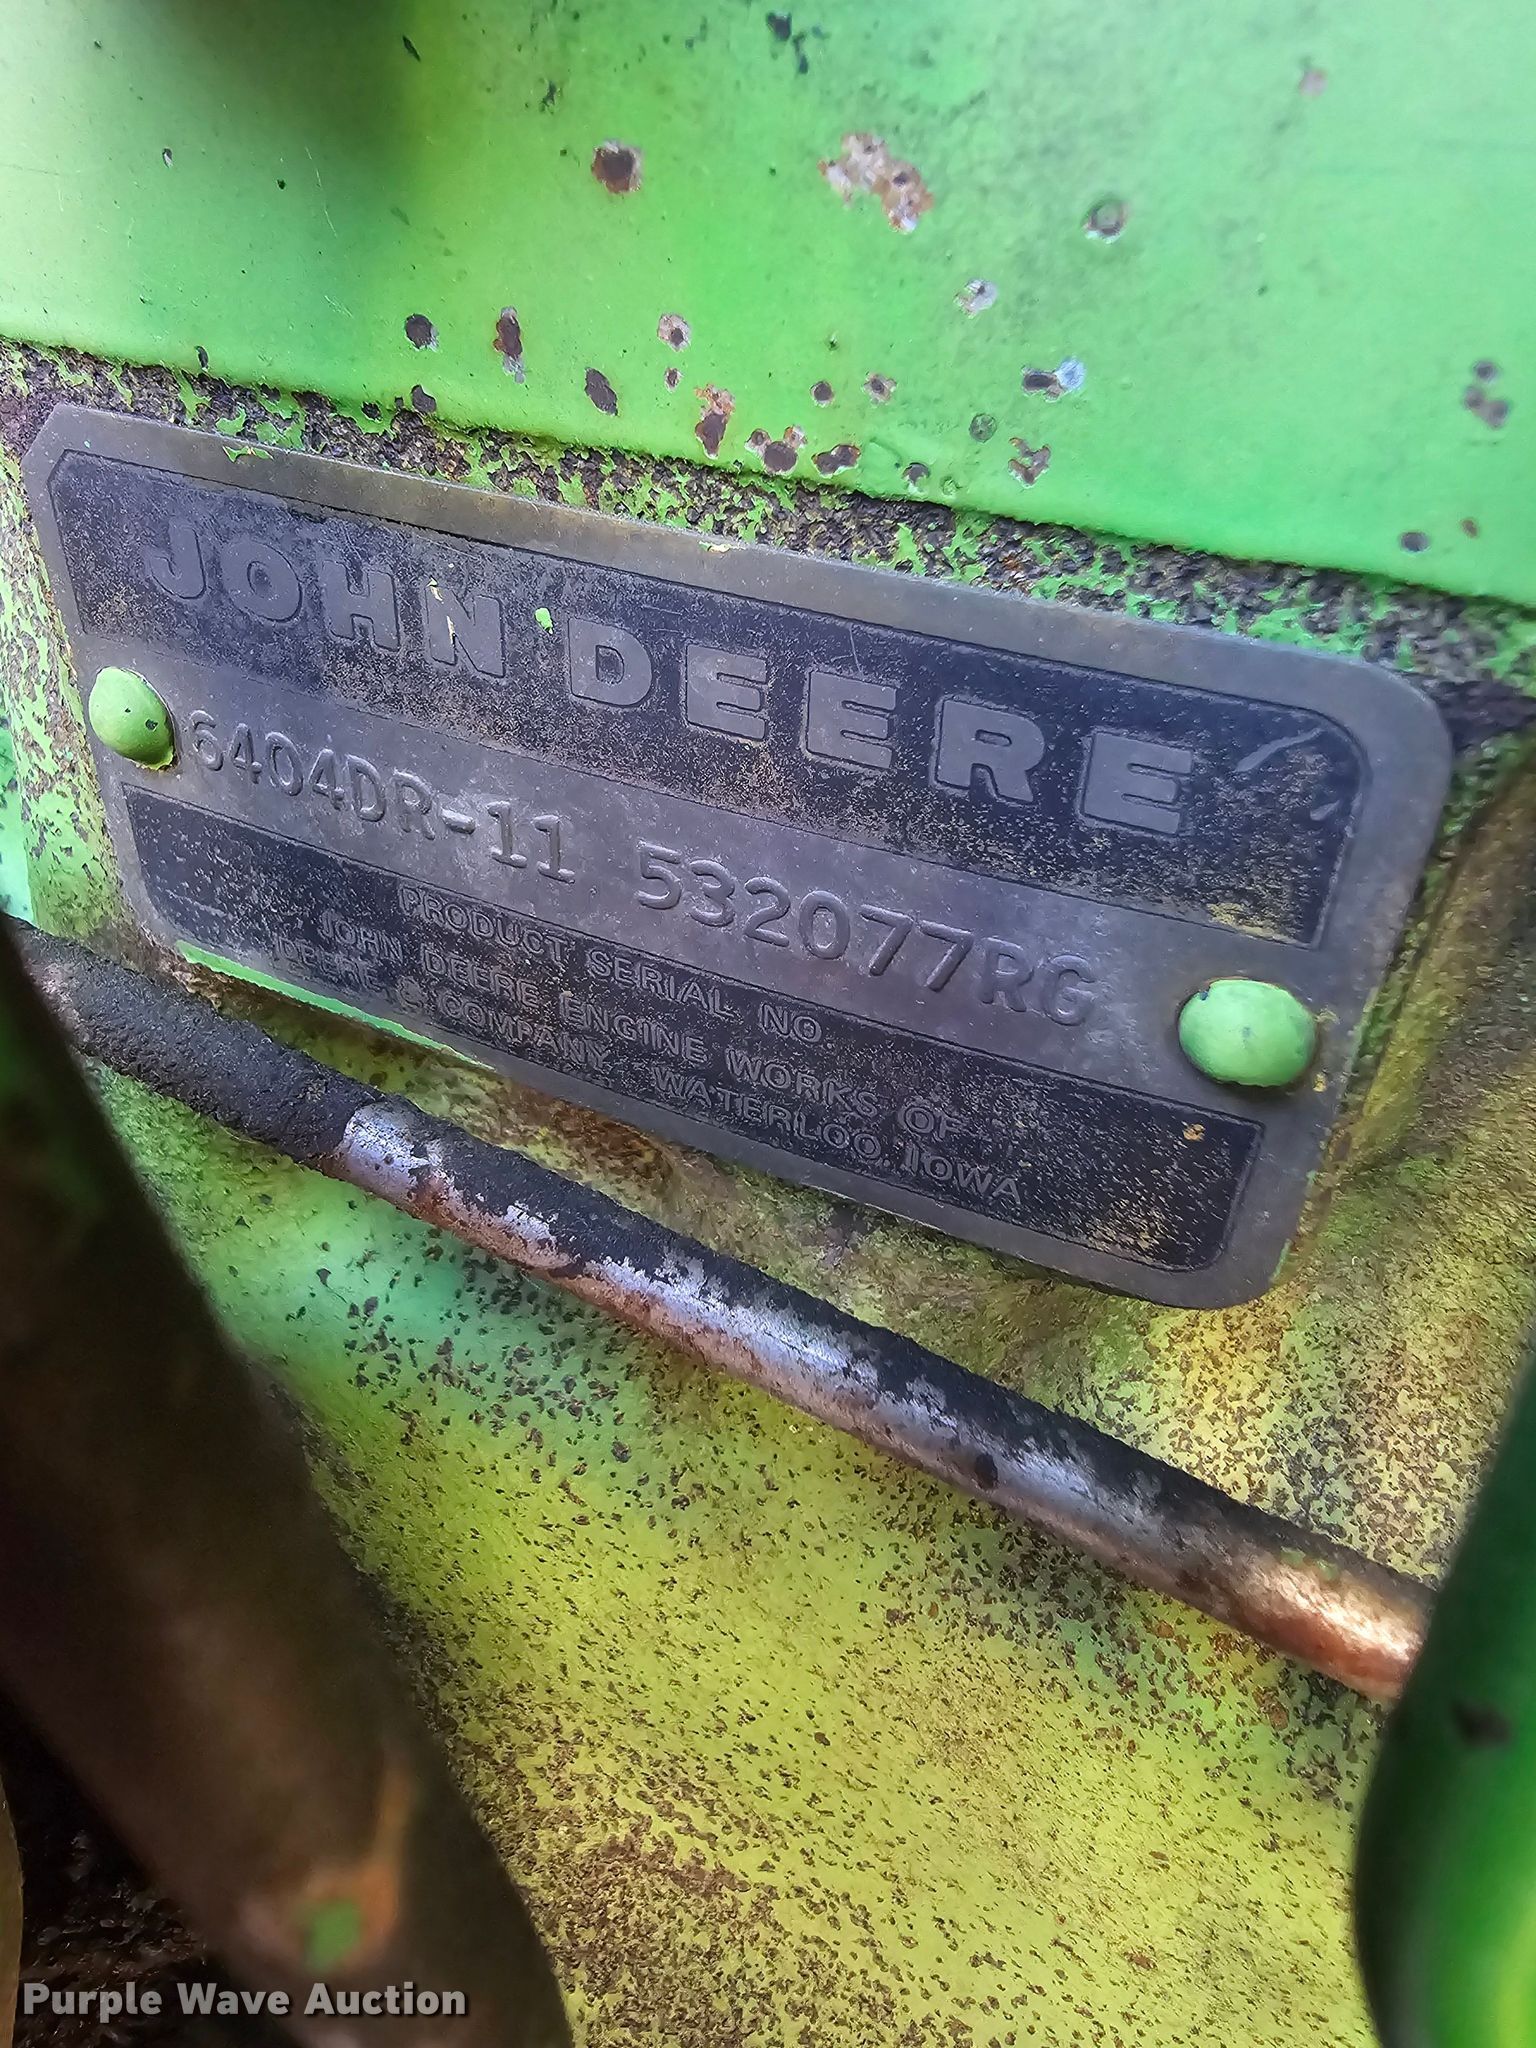 JOHN DEERE
6404DR-11 532077RG
PRODUCT SERIAL NO.
JOHN DEERE ENGINE WORKS OF
DEERE & COMPANY WATERLOO, IOWA
Purple Wave Auction